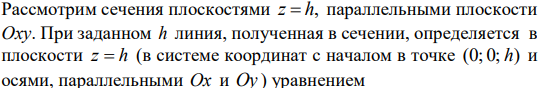 Рассмотрим сечения плоскостями z = h, параллельными плоскости
Oxy. При заданном h линия, полученная в сечении, определяется в
плоскости z = h (в системе координат с началом в точке (0; 0; h) и
осями, параллельными Ox и Oy ) уравнением